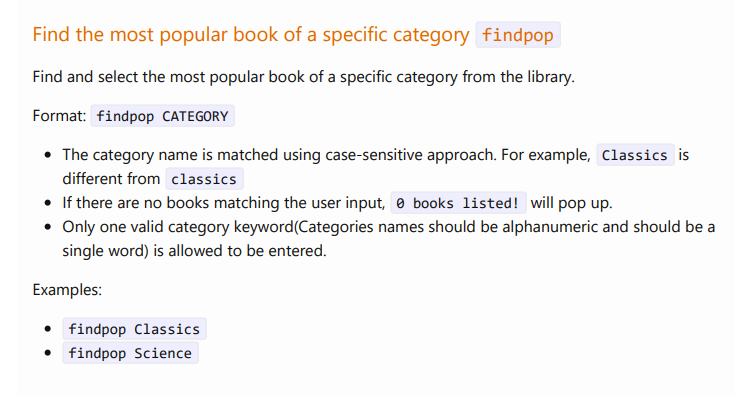 Find the most popular book of a specific category findpop
Find and select the most popular book of a specific category from the library.
Format: findpop CATEGORY
• The category name is matched using case-sensitive approach. For example, Classics is
different from classics
• If there are no books matching the user input, 0 books listed! will pop up.
• Only one valid category keyword(Categories names should be alphanumeric and should be a
single word) is allowed to be entered.
Examples:
• findpop Classics
• findpop Science